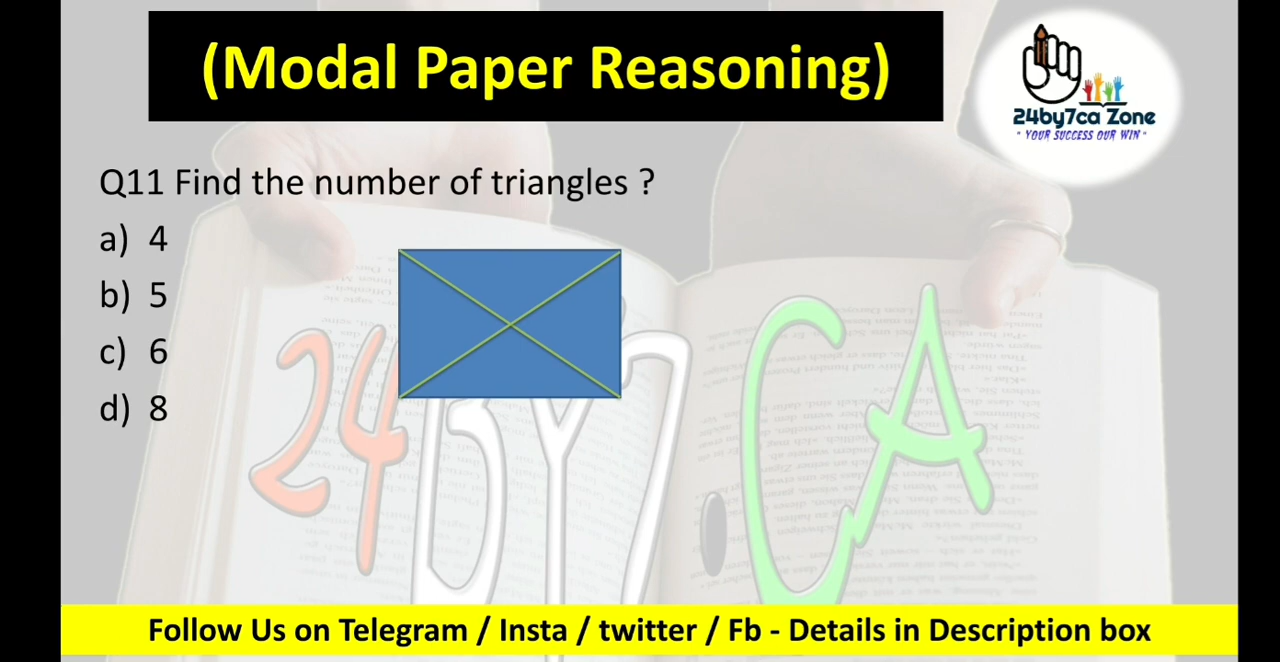 (Modal Paper Reasoning)
24by7ca Zone
" YOUR SUCCESS OUR WIN "
Q11 Find the number of triangles ?
a) 4
b) 5
c) 6
d) 8
24BY7.CA
Follow Us on Telegram / Insta / twitter / Fb - Details in Description box